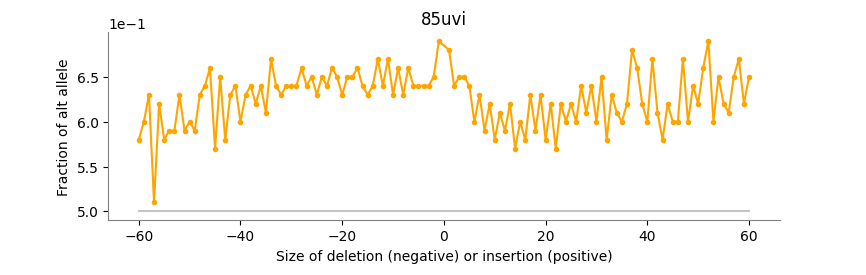 85uvi
1e−1
6.5
6.0
5.5
5.0
Fraction of alt allele
−60 −40 −20 0 20 40 60
Size of deletion (negative) or insertion (positive)